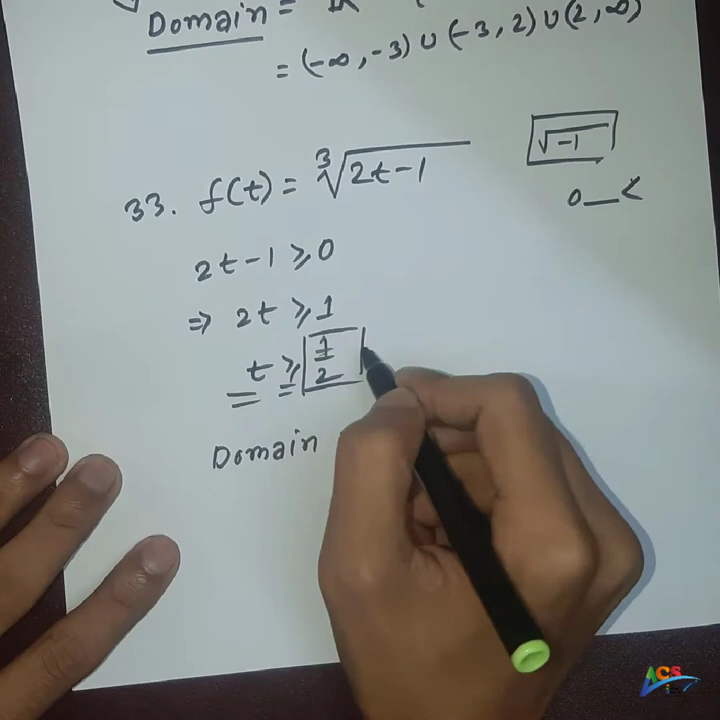 Domain =
= (-∞, -3) ∪ (-3, 2) ∪ (2, ∞)
33. f(t) = ∛(2t-1)
√-1
0 — <
2t-1 ≥ 0
⇒ 2t ≥ 1
t ≥ 1/2
Domain
ACS